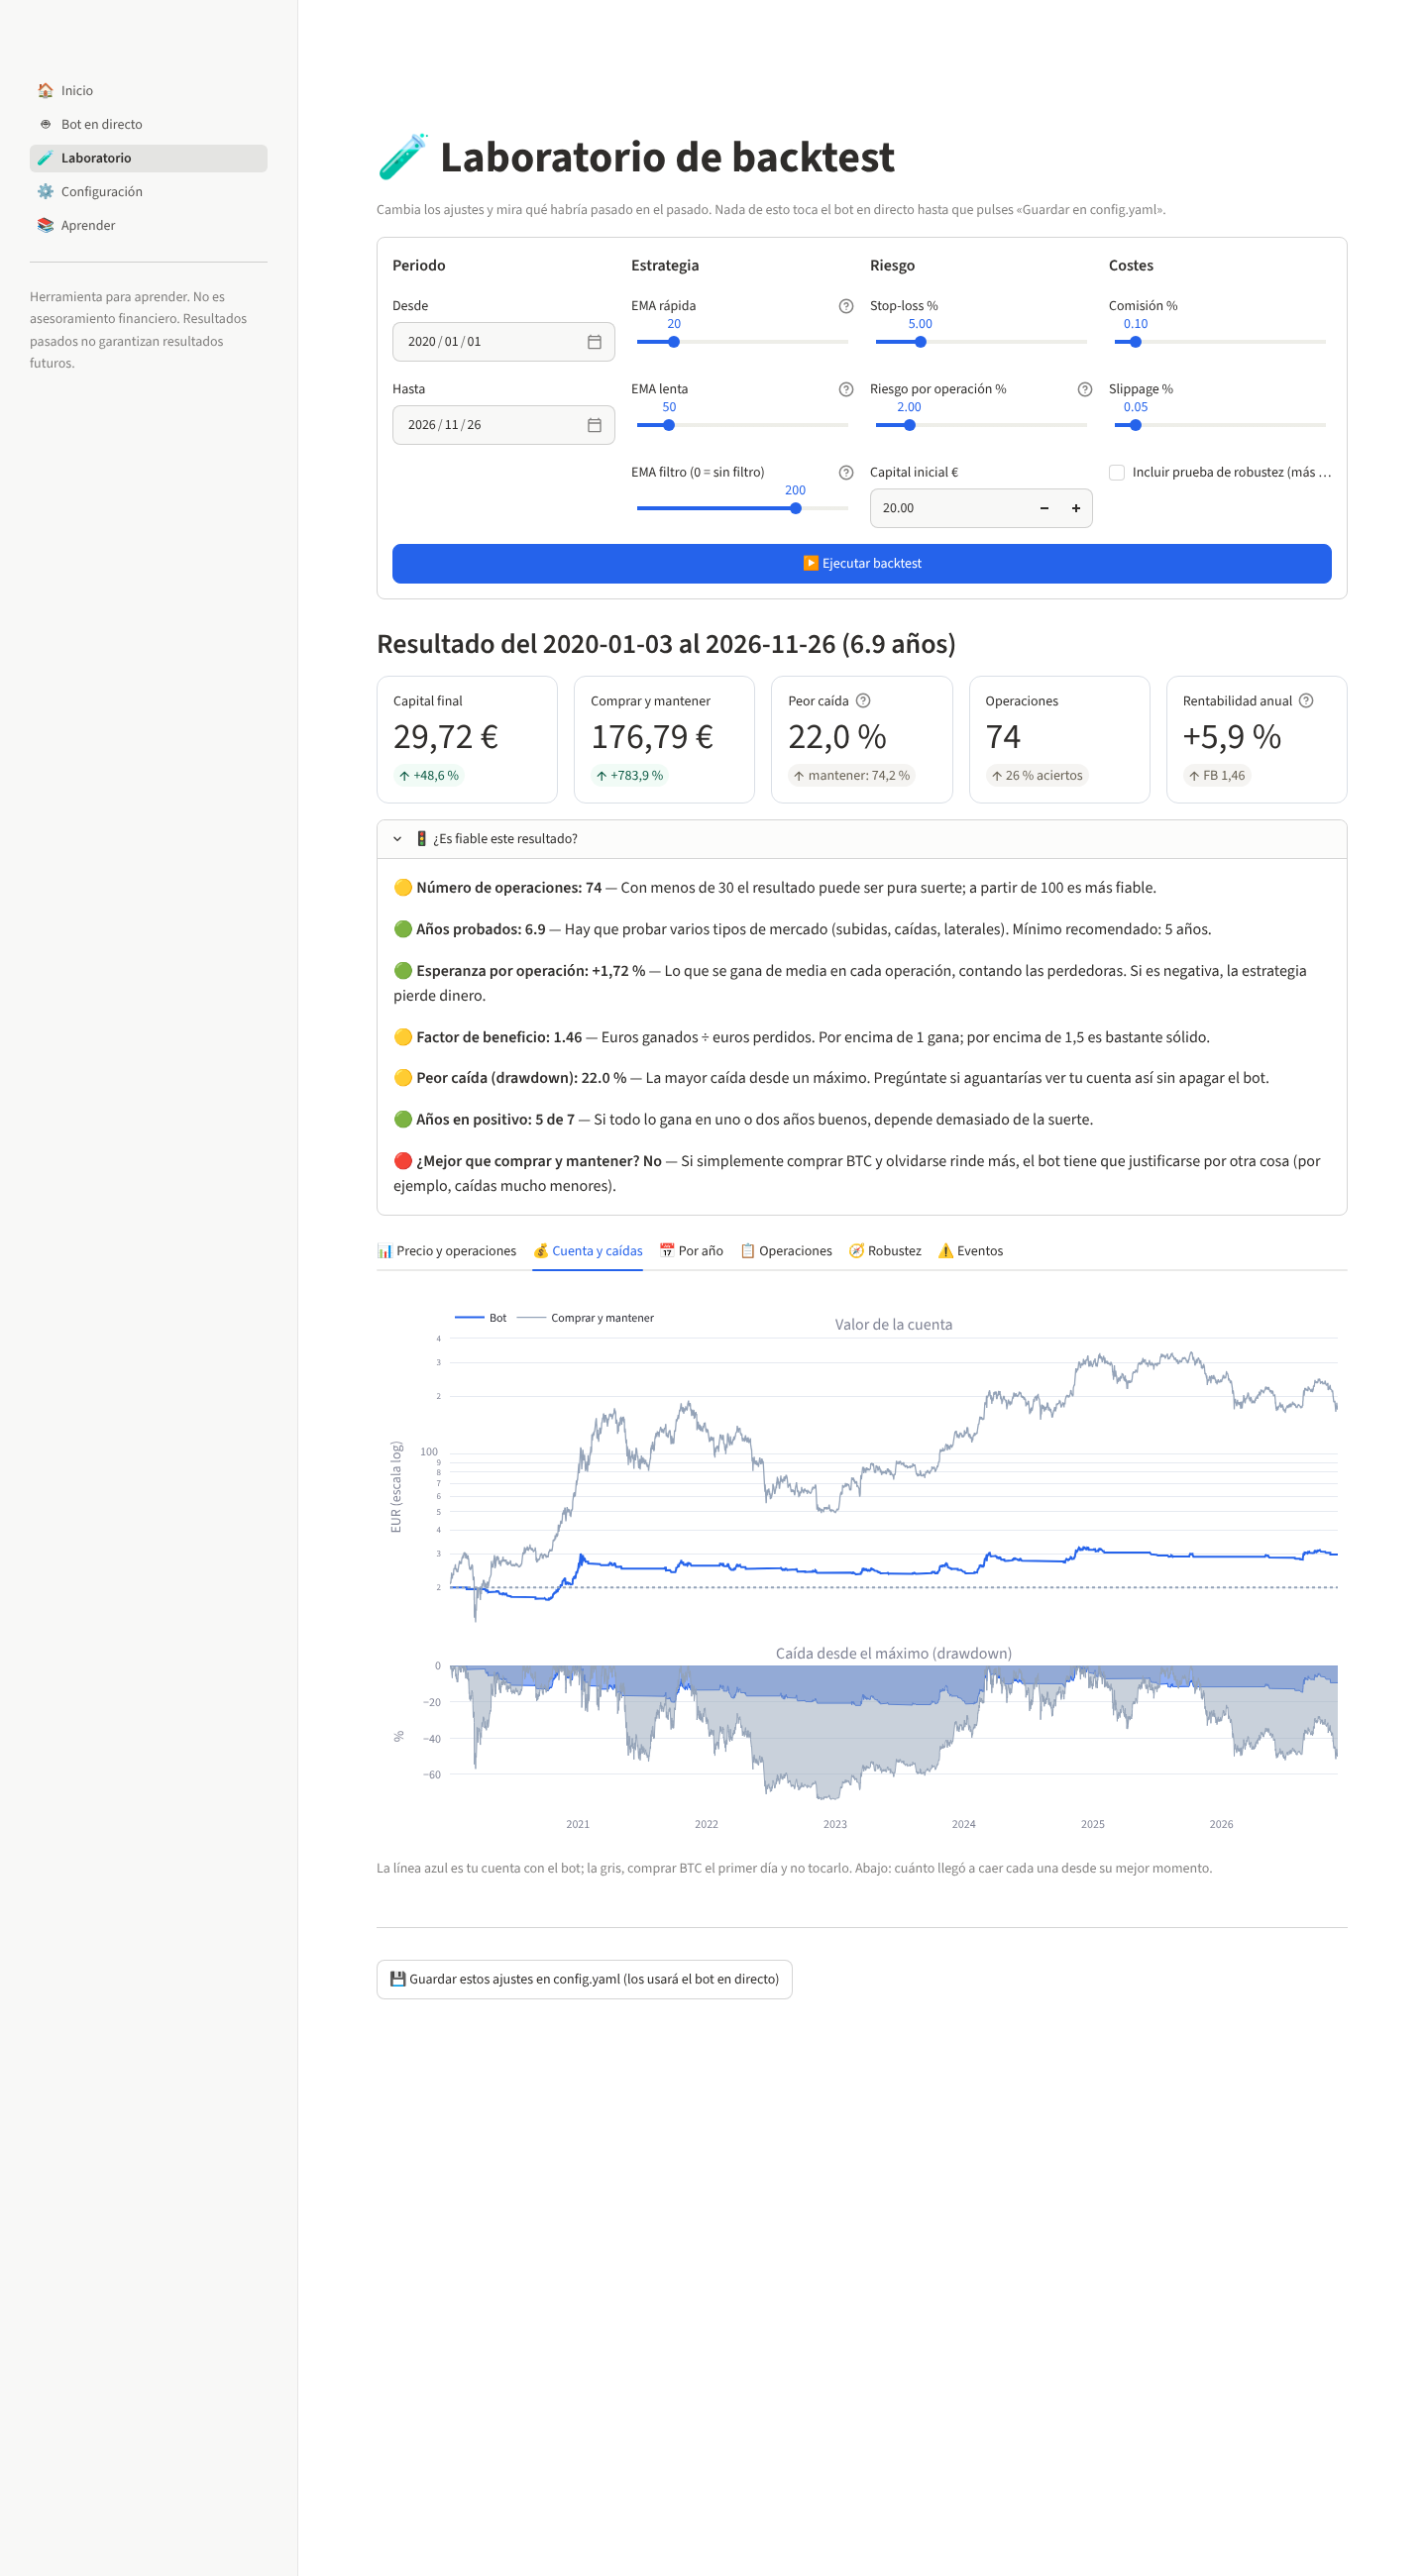 Inicio
Bot en directo
Laboratorio
Configuración
Aprender
Herramienta para aprender. No es
asesoramiento financiero. Resultados
pasados no garantizan resultados
futuros.
Laboratorio de backtest
Cambia los ajustes y mira qué habría pasado en el pasado. Nada de esto toca el bot en directo hasta que pulses «Guardar en config.yaml».
Periodo
Desde
2020 / 01 / 01
Hasta
2026 / 11 / 26
Estrategia
EMA rápida
20
EMA lenta
50
EMA filtro (0 = sin filtro)
200
Riesgo
Stop-loss %
5.00
Riesgo por operación %
2.00
Capital inicial €
20.00
Costes
Comisión %
0.10
Slippage %
0.05
Incluir prueba de robustez (más …
Ejecutar backtest
Resultado del 2020-01-03 al 2026-11-26 (6.9 años)
Capital final
29,72 €
+48,6 %
Comprar y mantener
176,79 €
+783,9 %
Peor caída
22,0 %
mantener: 74,2 %
Operaciones
74
26 % aciertos
Rentabilidad anual
+5,9 %
FB 1,46
¿Es fiable este resultado?
Número de operaciones: 74 — Con menos de 30 el resultado puede ser pura suerte; a partir de 100 es más fiable.
Años probados: 6.9 — Hay que probar varios tipos de mercado (subidas, caídas, laterales). Mínimo recomendado: 5 años.
Esperanza por operación: +1,72 % — Lo que se gana de media en cada operación, contando las perdedoras. Si es negativa, la estrategia
pierde dinero.
Factor de beneficio: 1.46 — Euros ganados ÷ euros perdidos. Por encima de 1 gana; por encima de 1,5 es bastante sólido.
Peor caída (drawdown): 22.0 % — La mayor caída desde un máximo. Pregúntate si aguantarías ver tu cuenta así sin apagar el bot.
Años en positivo: 5 de 7 — Si todo lo gana en uno o dos años buenos, depende demasiado de la suerte.
¿Mejor que comprar y mantener? No — Si simplemente comprar BTC y olvidarse rinde más, el bot tiene que justificarse por otra cosa (por
ejemplo, caídas mucho menores).
Precio y operaciones
Cuenta y caídas
Por año
Operaciones
Robustez
Eventos
Bot
Comprar y mantener
Valor de la cuenta
EUR (escala log)
4
3
2
100
9
8
7
6
5
4
3
2
Caída desde el máximo (drawdown)
%
0
−20
−40
−60
2021
2022
2023
2024
2025
2026
La línea azul es tu cuenta con el bot; la gris, comprar BTC el primer día y no tocarlo. Abajo: cuánto llegó a caer cada una desde su mejor momento.
Guardar estos ajustes en config.yaml (los usará el bot en directo)